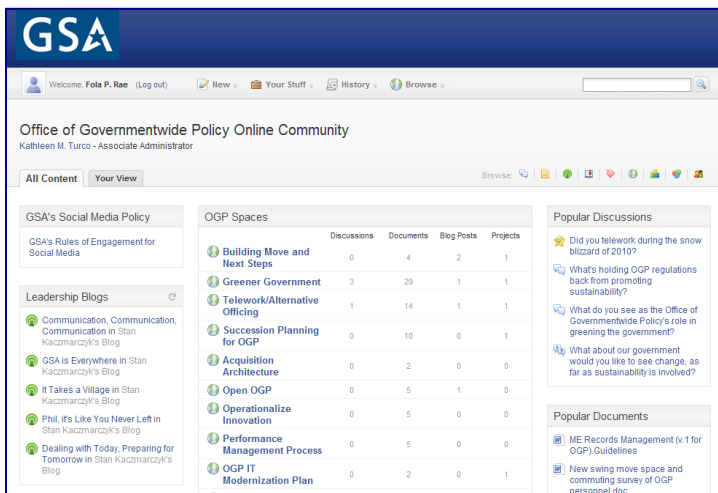 GSA
Welcome, Fola P. Rae (Log out)
New
Your Stuff
History
Browse
Office of Governmentwide Policy Online Community
Kathleen M. Turco - Associate Administrator
All Content
Your View
Browse:
GSA's Social Media Policy
GSA's Rules of Engagement for
Social Media
Leadership Blogs
Communication, Communication,
Communication in Stan
Kaczmarczyk's Blog
GSA is Everywhere in Stan
Kaczmarczyk's Blog
It Takes a Village in Stan
Kaczmarczyk's Blog
Phil, it's Like You Never Left in
Stan Kaczmarczyk's Blog
Dealing with Today, Preparing for
Tomorrow in Stan Kaczmarczyk's
Blog
OGP Spaces
Discussions Documents Blog Posts Projects
Building Move and
Next Steps 0 4 2 1
Greener Government 3 29 1 1
Telework/Alternative
Officing 1 14 1 1
Succession Planning
for OGP 0 10 0 1
Acquisition
Architecture 0 2 0 0
Open OGP 0 5 1 0
Operationalize
Innovation 0 5 0 0
Performance
Management Process 0 5 0 0
OGP IT
Modernization Plan 0 2 0 1
Popular Discussions
Did you telework during the snow
blizzard of 2010?
What's holding OGP regulations
back from promoting
sustainability?
What do you see as the Office of
Governmentwide Policy's role in
greening the government?
What about our government
would you like to see change, as
far as sustainability is involved?
Popular Documents
ME Records Management (v.1 for
OGP) Guidelines
New swing move space and
commuting survey of OGP
personnel doc